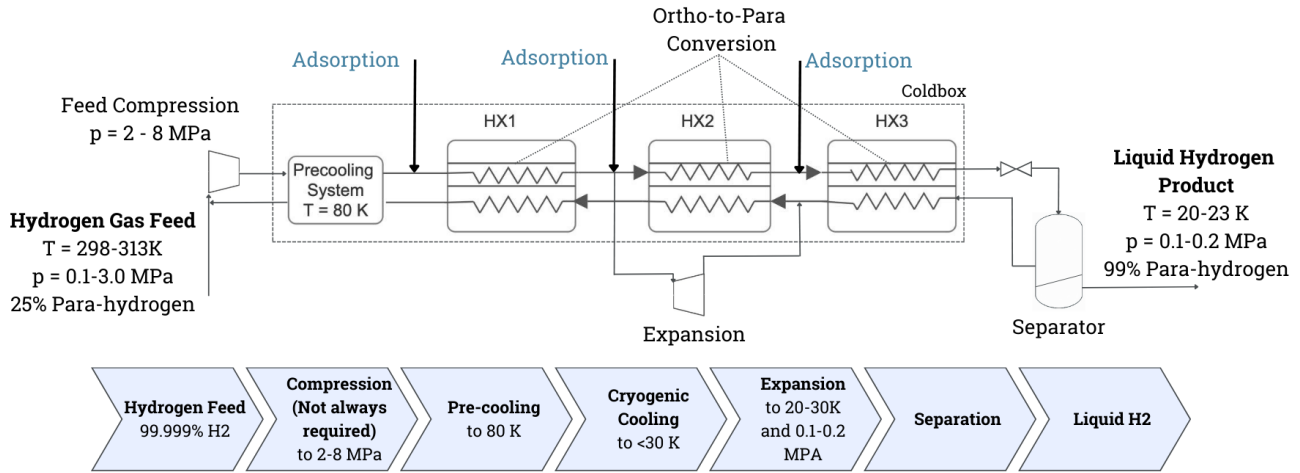 Ortho-to-Para
Conversion
Adsorption
Adsorption
Adsorption
Coldbox
Feed Compression
p = 2 - 8 MPa
HX1
HX2
HX3
Precooling
System
T = 80 K
Hydrogen Gas Feed
T = 298-313K
p = 0.1-3.0 MPa
25% Para-hydrogen
Liquid Hydrogen
Product
T = 20-23 K
p = 0.1-0.2 MPa
99% Para-hydrogen
Expansion
Separator
Hydrogen Feed
99.999% H2
Compression
(Not always
required)
to 2-8 MPa
Pre-cooling
to 80 K
Cryogenic
Cooling
to <30 K
Expansion
to 20-30K
and 0.1-0.2
MPA
Separation
Liquid H2